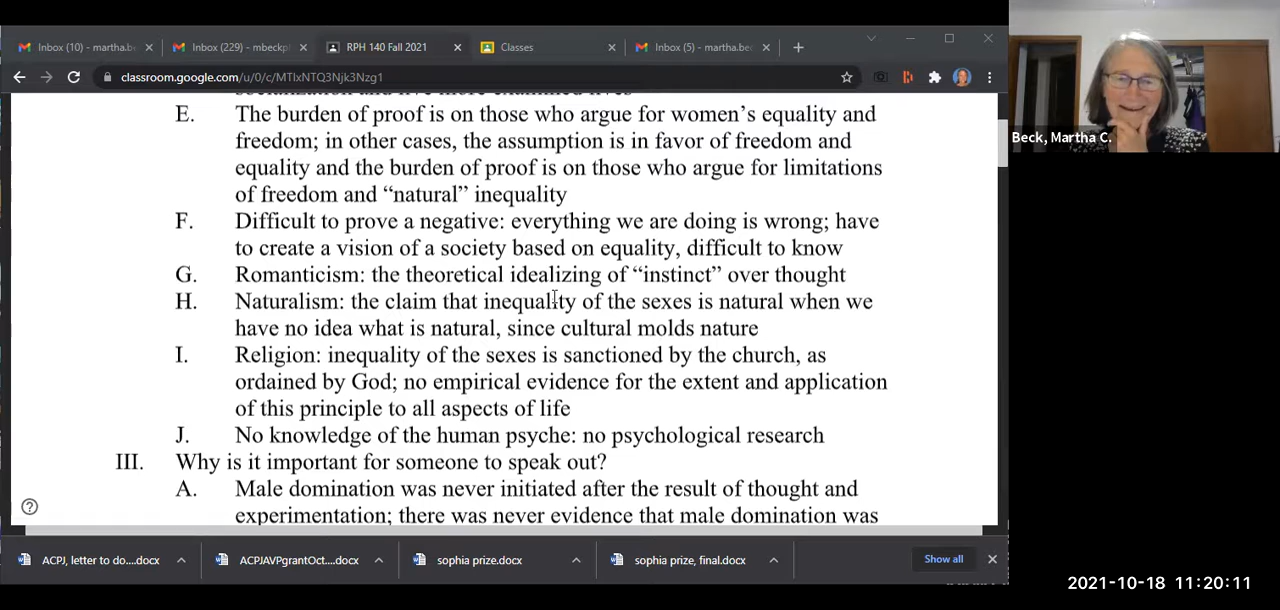 Inbox (10) - martha.b
Inbox (229) - mbeckp
RPH 140 Fall 2021
Classes
Inbox (5) - martha.bec
classroom.google.com/u/0/c/MTIxNTQ3Njk3Nzg1
E. The burden of proof is on those who argue for women's equality and
freedom; in other cases, the assumption is in favor of freedom and
equality and the burden of proof is on those who argue for limitations
of freedom and “natural” inequality
F. Difficult to prove a negative: everything we are doing is wrong; have
to create a vision of a society based on equality, difficult to know
G. Romanticism: the theoretical idealizing of “instinct” over thought
H. Naturalism: the claim that inequality of the sexes is natural when we
have no idea what is natural, since cultural molds nature
I. Religion: inequality of the sexes is sanctioned by the church, as
ordained by God; no empirical evidence for the extent and application
of this principle to all aspects of life
J. No knowledge of the human psyche: no psychological research
III. Why is it important for someone to speak out?
A. Male domination was never initiated after the result of thought and
experimentation; there was never evidence that male domination was
ACPJ, letter to do....docx
ACPJAVPgrantOct....docx
sophia prize.docx
sophia prize, final.docx
Show all
Beck, Martha C.
2021-10-18 11:20:11